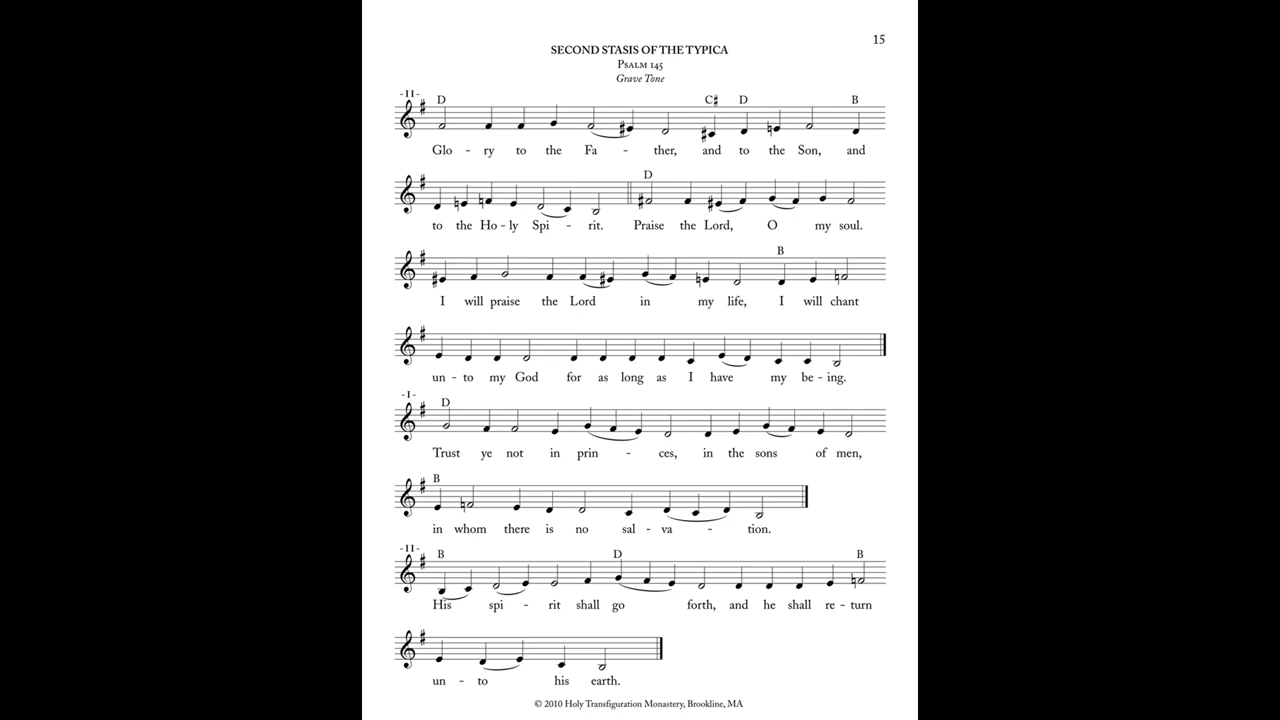 15
SECOND STASIS OF THE TYPICA
Psalm 145
Grave Tone
-II-
D C♯ D B
Glo - ry to the Fa - ther, and to the Son, and
D
to the Ho - ly Spi - rit. Praise the Lord, O my soul.
B
I will praise the Lord in my life, I will chant
un - to my God for as long as I have my be - ing.
-I-
D
Trust ye not in prin - ces, in the sons of men,
B
in whom there is no sal - va - tion.
-II-
B D B
His spi - rit shall go forth, and he shall re - turn
un - to his earth.
© 2010 Holy Transfiguration Monastery, Brookline, MA